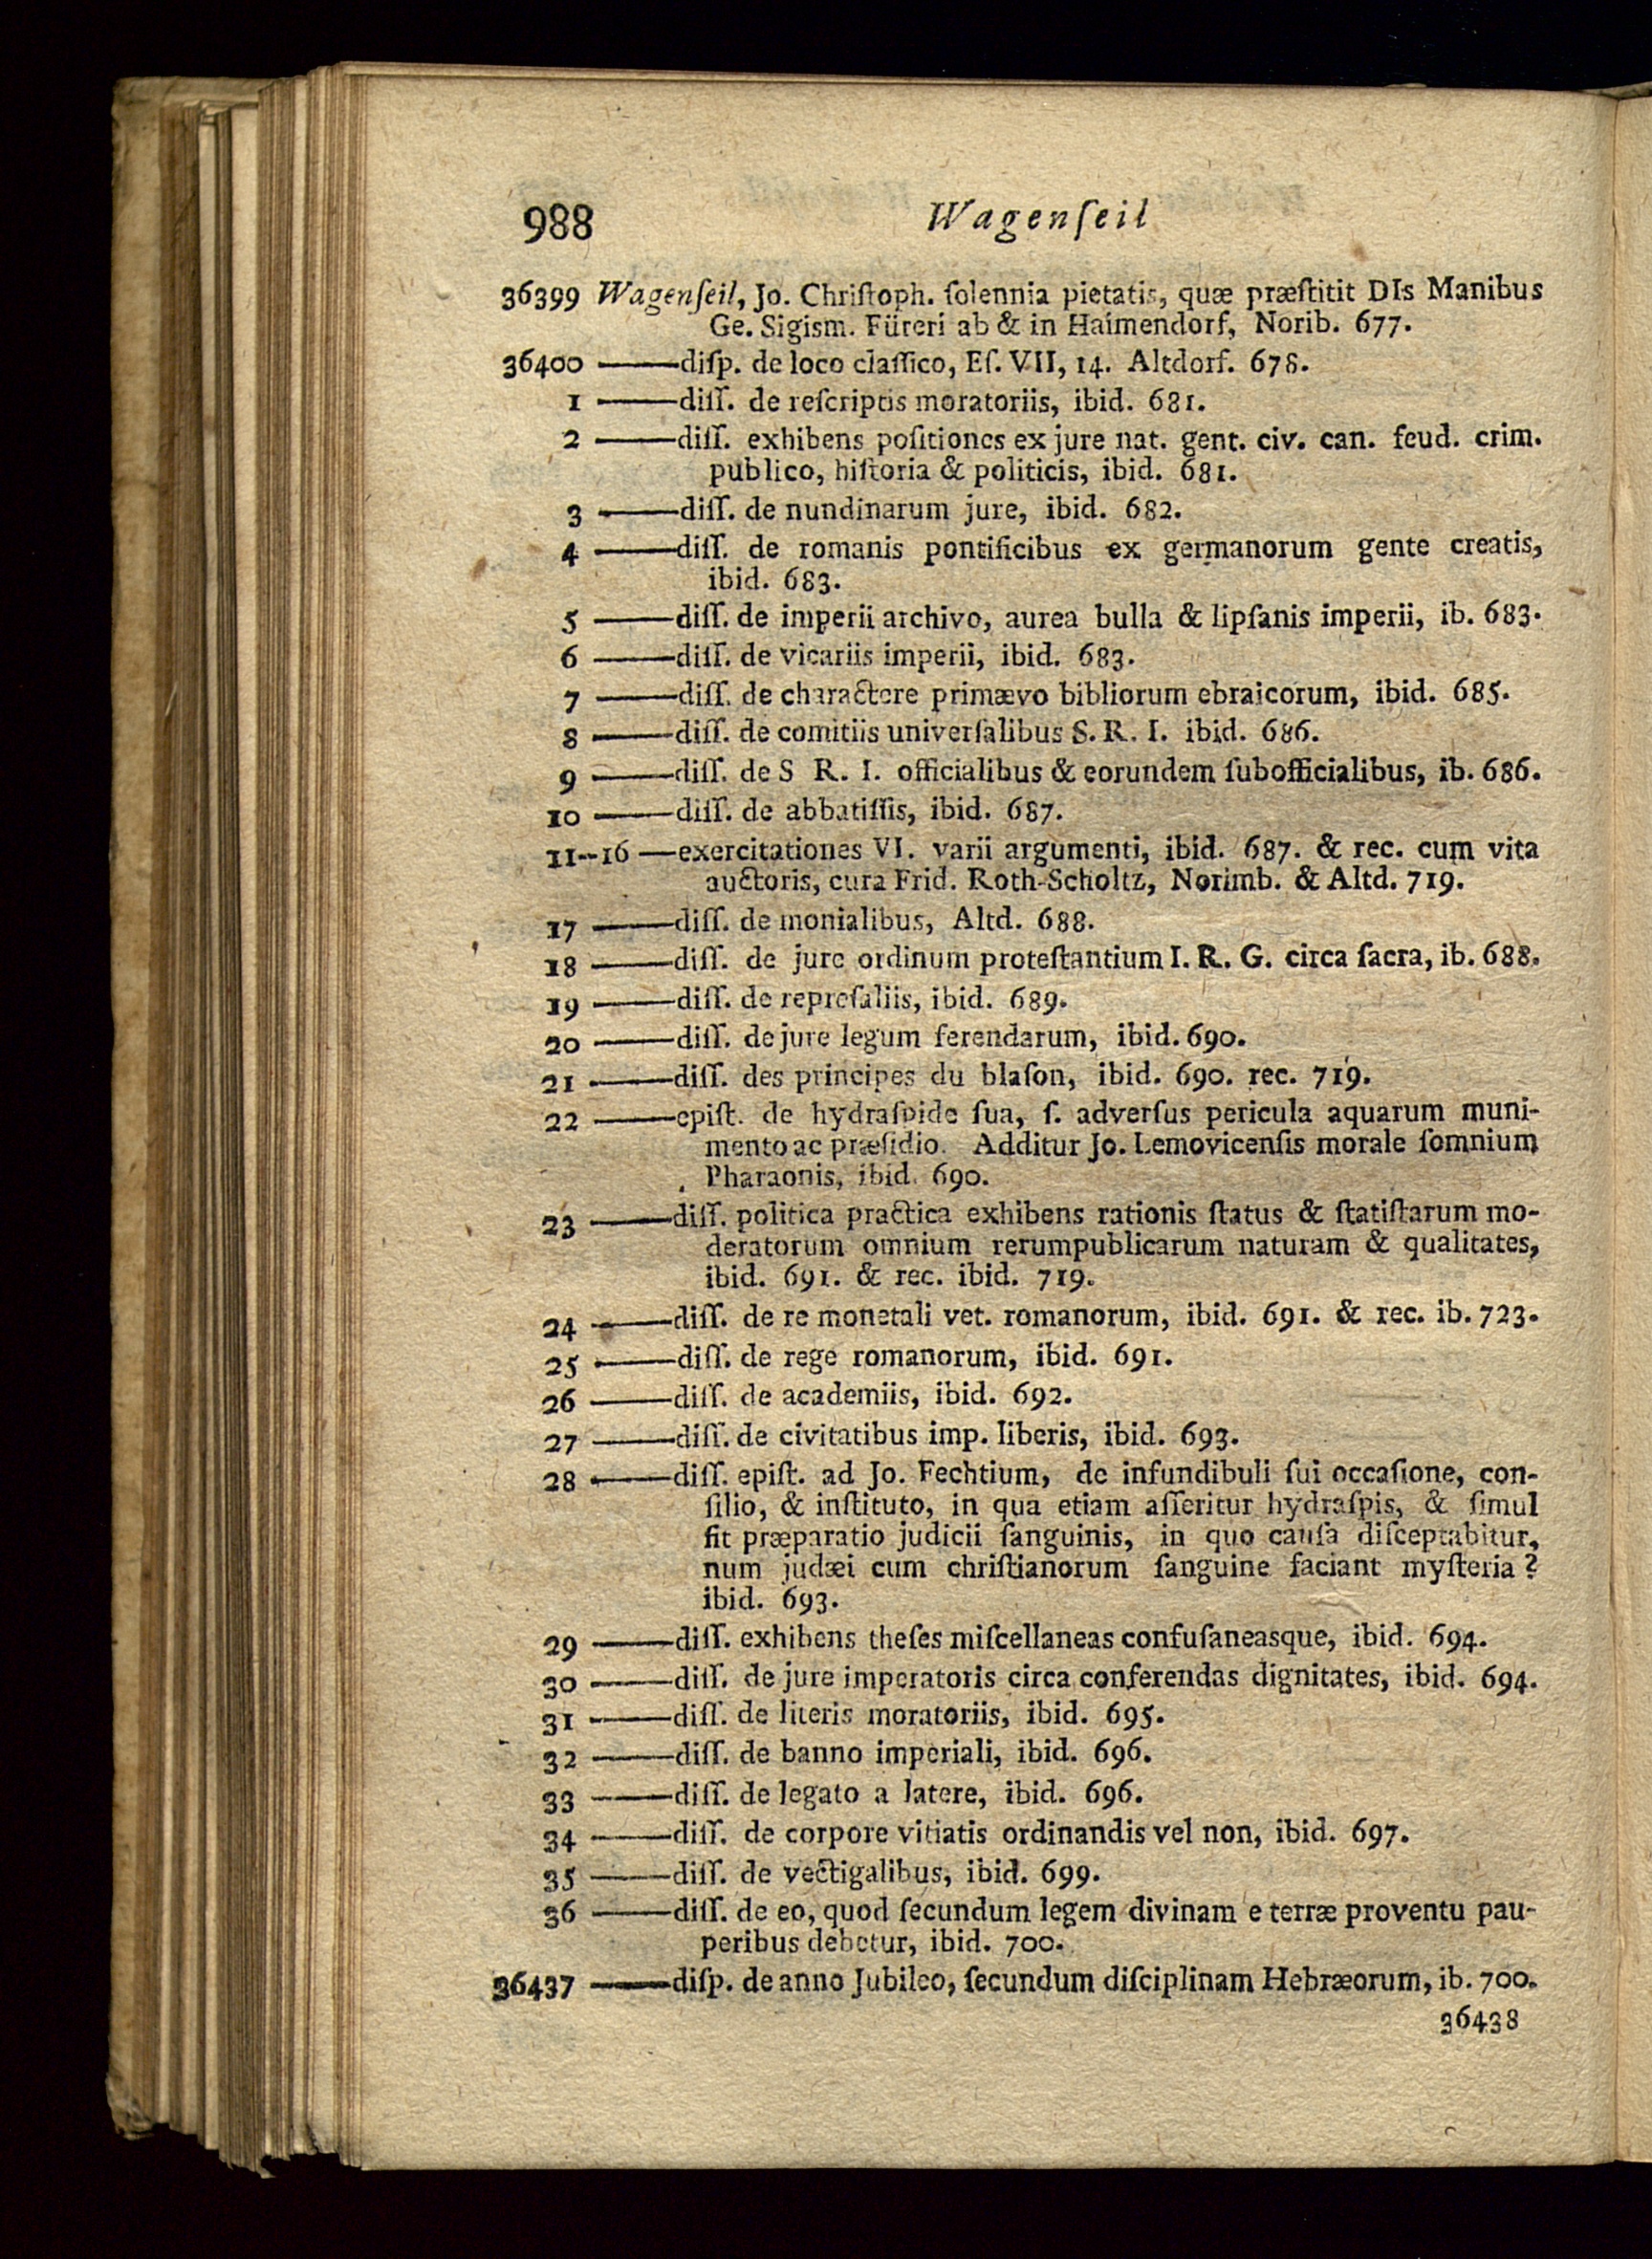 988 Wagenſeil
36399 Wagenſeil, Jo. Chriſtoph. ſolennia pietatis, quæ præſtitit DIs Manibus
Ge. Sigism. Füreri ab & in Haimendorf, Norib. 677.
36400 ——diſp. de loco claſſico, Eſ. VII, 14. Altdorf. 678.
1 ——diſſ. de reſcriptis moratoriis, ibid. 681.
2 ——diſſ. exhibens poſitiones ex jure nat. gent. civ. can. feud. crim.
publico, hiſtoria & politicis, ibid. 681.
3 ——diſſ. de nundinarum jure, ibid. 682.
4 ——diſſ. de romanis pontificibus ex germanorum gente creatis,
ibid. 683.
5 ——diſſ. de imperii archivo, aurea bulla & lipſanis imperii, ib. 683.
6 ——diſſ. de vicariis imperii, ibid. 683.
7 ——diſſ. de charactere primævo bibliorum ebraicorum, ibid. 685.
8 ——diſſ. de comitiis univerſalibus S. R. I. ibid. 686.
9 ——diſſ. de S R. I. officialibus & eorundem ſubofficialibus, ib. 686.
10 ——diſſ. de abbatiſſis, ibid. 687.
11--16 —exercitationes VI. varii argumenti, ibid. 687. & rec. cum vita
auctoris, cura Frid. Roth-Scholtz, Norimb. & Altd. 719.
17 ——diſſ. de monialibus, Altd. 688.
18 ——diſſ. de jure ordinum proteſtantium I. R. G. circa ſacra, ib. 688.
19 ——diſſ. de repreſaliis, ibid. 689.
20 ——diſſ. de jure legum ferendarum, ibid. 690.
21 ——diſſ. des principes du blaſon, ibid. 690. rec. 719.
22 ——epiſt. de hydraſpide ſua, ſ. adverſus pericula aquarum muni-
mento ac præſidio. Additur Jo. Lemovicenſis morale ſomnium
Pharaonis, ibid. 690.
23 ——diſſ. politica practica exhibens rationis ſtatus & ſtatiſtarum mo-
deratorum omnium rerumpublicarum naturam & qualitates,
ibid. 691. & rec. ibid. 719.
24 ——diſſ. de re monetali vet. romanorum, ibid. 691. & rec. ib. 723.
25 ——diſſ. de rege romanorum, ibid. 691.
26 ——diſſ. de academiis, ibid. 692.
27 ——diſſ. de civitatibus imp. liberis, ibid. 693.
28 ——diſſ. epiſt. ad Jo. Fechtium, de infundibuli ſui occaſione, con-
ſilio, & inſtituto, in qua etiam aſſeritur hydraſpis, & ſimul
fit præparatio judicii ſanguinis, in quo cauſa diſceptabitur,
num judæi cum chriſtianorum ſanguine faciant myſteria?
ibid. 693.
29 ——diſſ. exhibens theſes miſcellaneas confuſaneasque, ibid. 694.
30 ——diſſ. de jure imperatoris circa conferendas dignitates, ibid. 694.
31 ——diſſ. de literis moratoriis, ibid. 695.
32 ——diſſ. de banno imperiali, ibid. 696.
33 ——diſſ. de legato a latere, ibid. 696.
34 ——diſſ. de corpore vitiatis ordinandis vel non, ibid. 697.
35 ——diſſ. de vectigalibus, ibid. 699.
36 ——diſſ. de eo, quod ſecundum legem divinam e terræ proventu pau-
peribus debetur, ibid. 700.
36437 ——diſp. de anno Jubileo, ſecundum diſciplinam Hebræorum, ib. 700.
36438